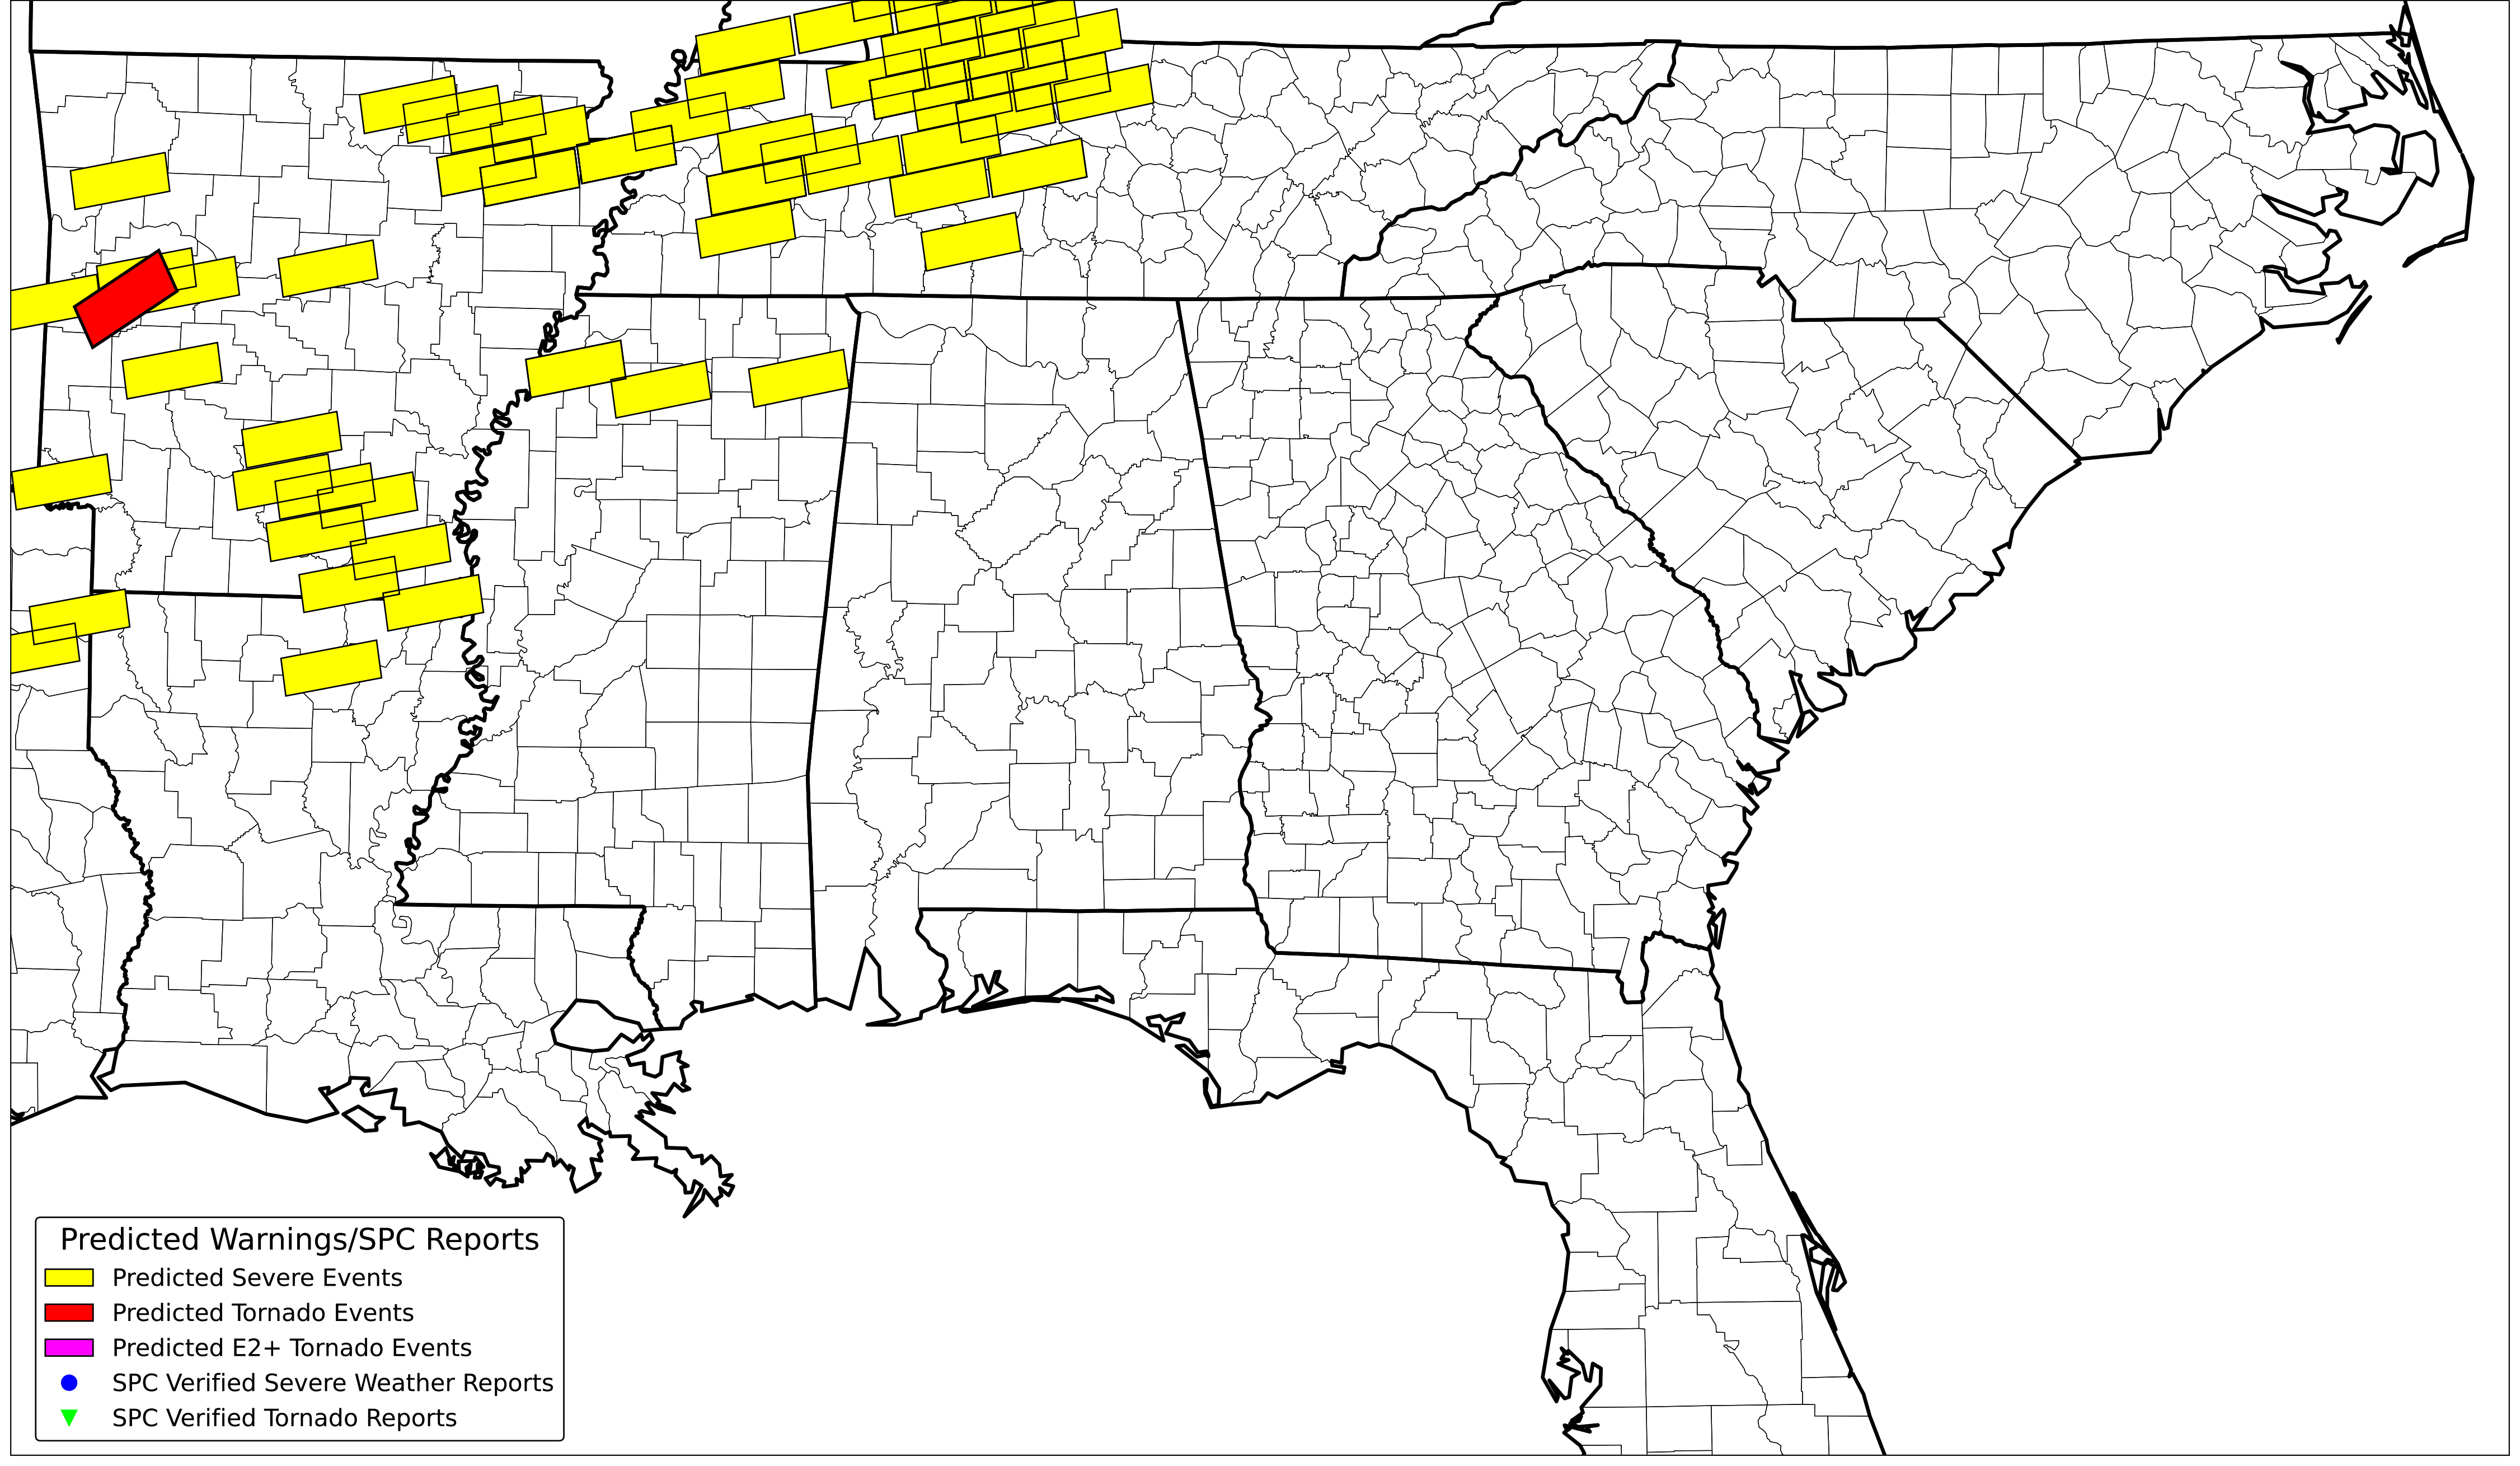 Predicted Warnings/SPC Reports
Predicted Severe Events
Predicted Tornado Events
Predicted E2+ Tornado Events
SPC Verified Severe Weather Reports
SPC Verified Tornado Reports